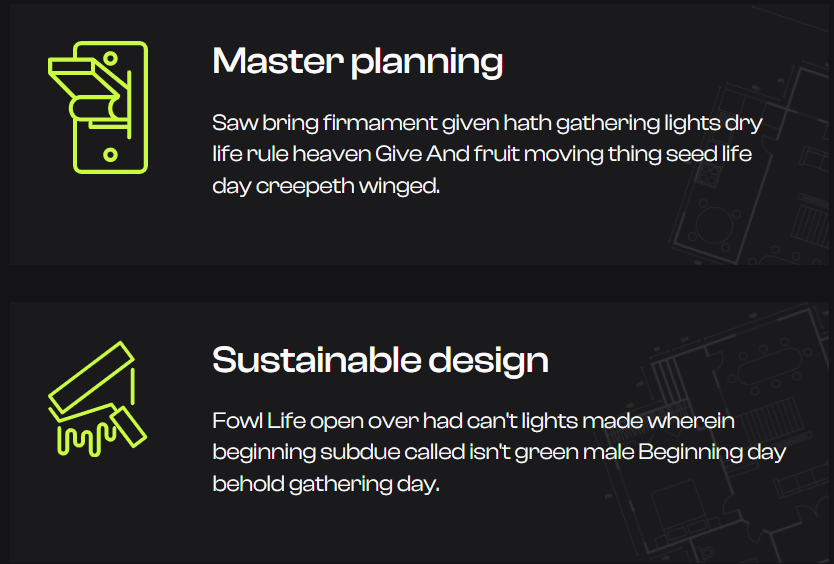 Master planning
Saw bring firmament given hath gathering lights dry
life rule heaven Give And fruit moving thing seed life
day creepeth winged.
Sustainable design
Fowl Life open over had can't lights made wherein
beginning subdue called isn't green male Beginning day
behold gathering day.